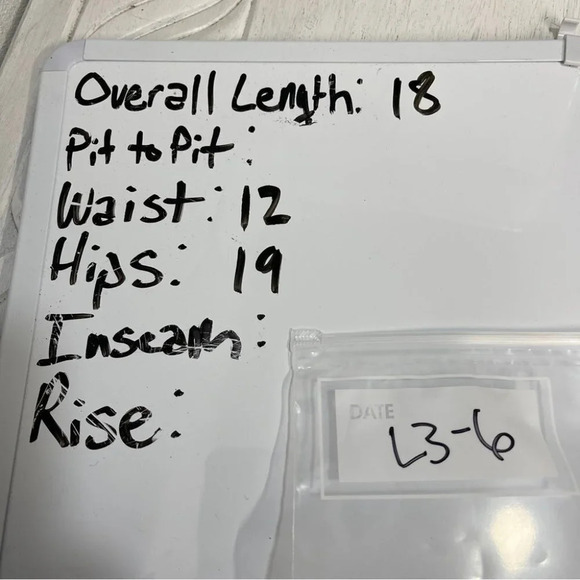 Overall Length: 18
Pit to Pit:
Waist: 12
Hips: 19
Inseam:
Rise:
DATE
L3-6